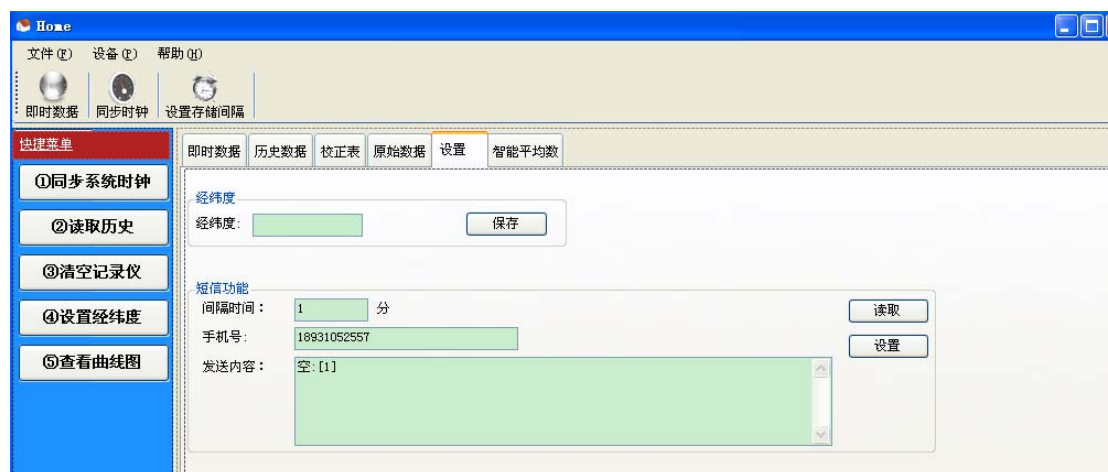 Home
文件(F) 设备(P) 帮助(H)
即时数据 同步时钟 设置存储间隔
快捷菜单
①同步系统时钟
②读取历史
③清空记录仪
④设置经纬度
⑤查看曲线图
即时数据 历史数据 校正表 原始数据 设置 智能平均数
经纬度
经纬度: 保存
短信功能
间隔时间： 1 分 读取
手机号: 18931052557 设置
发送内容： 空:[1]